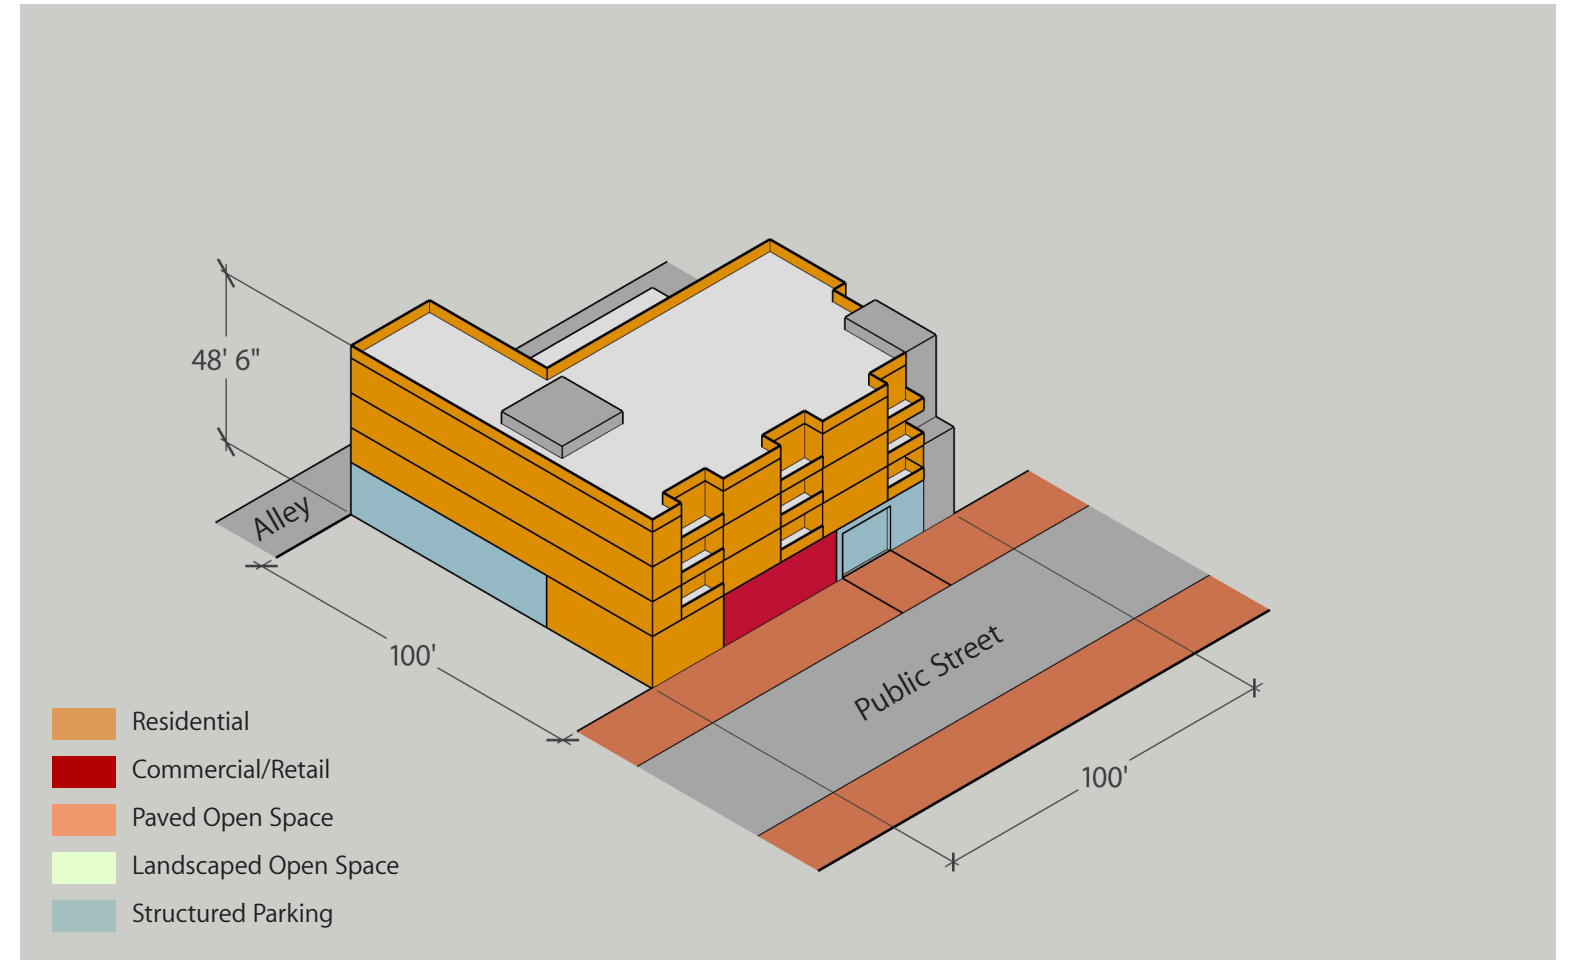 48' 6"
Alley
100'
Public Street
100'
Residential
Commercial/Retail
Paved Open Space
Landscaped Open Space
Structured Parking